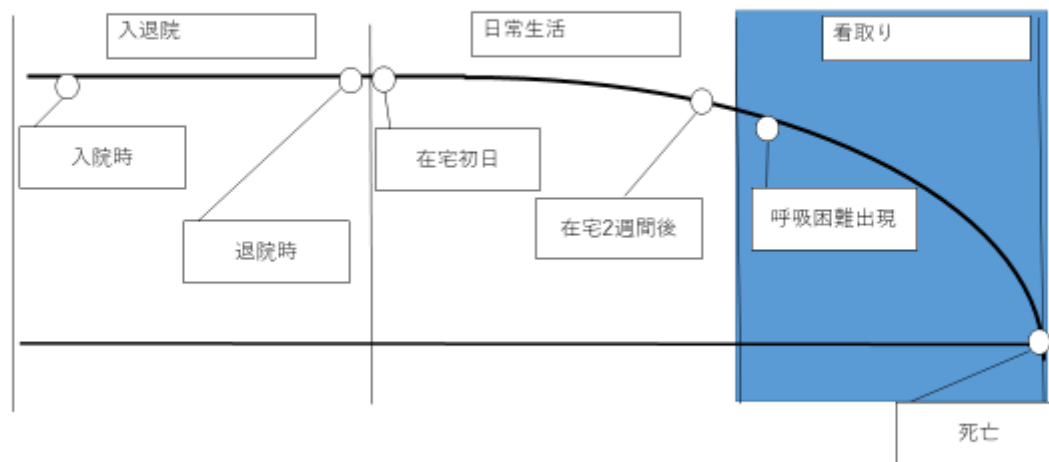 入退院
日常生活
看取り
入院時
在宅初日
退院時
在宅2週間後
呼吸困難出現
死亡